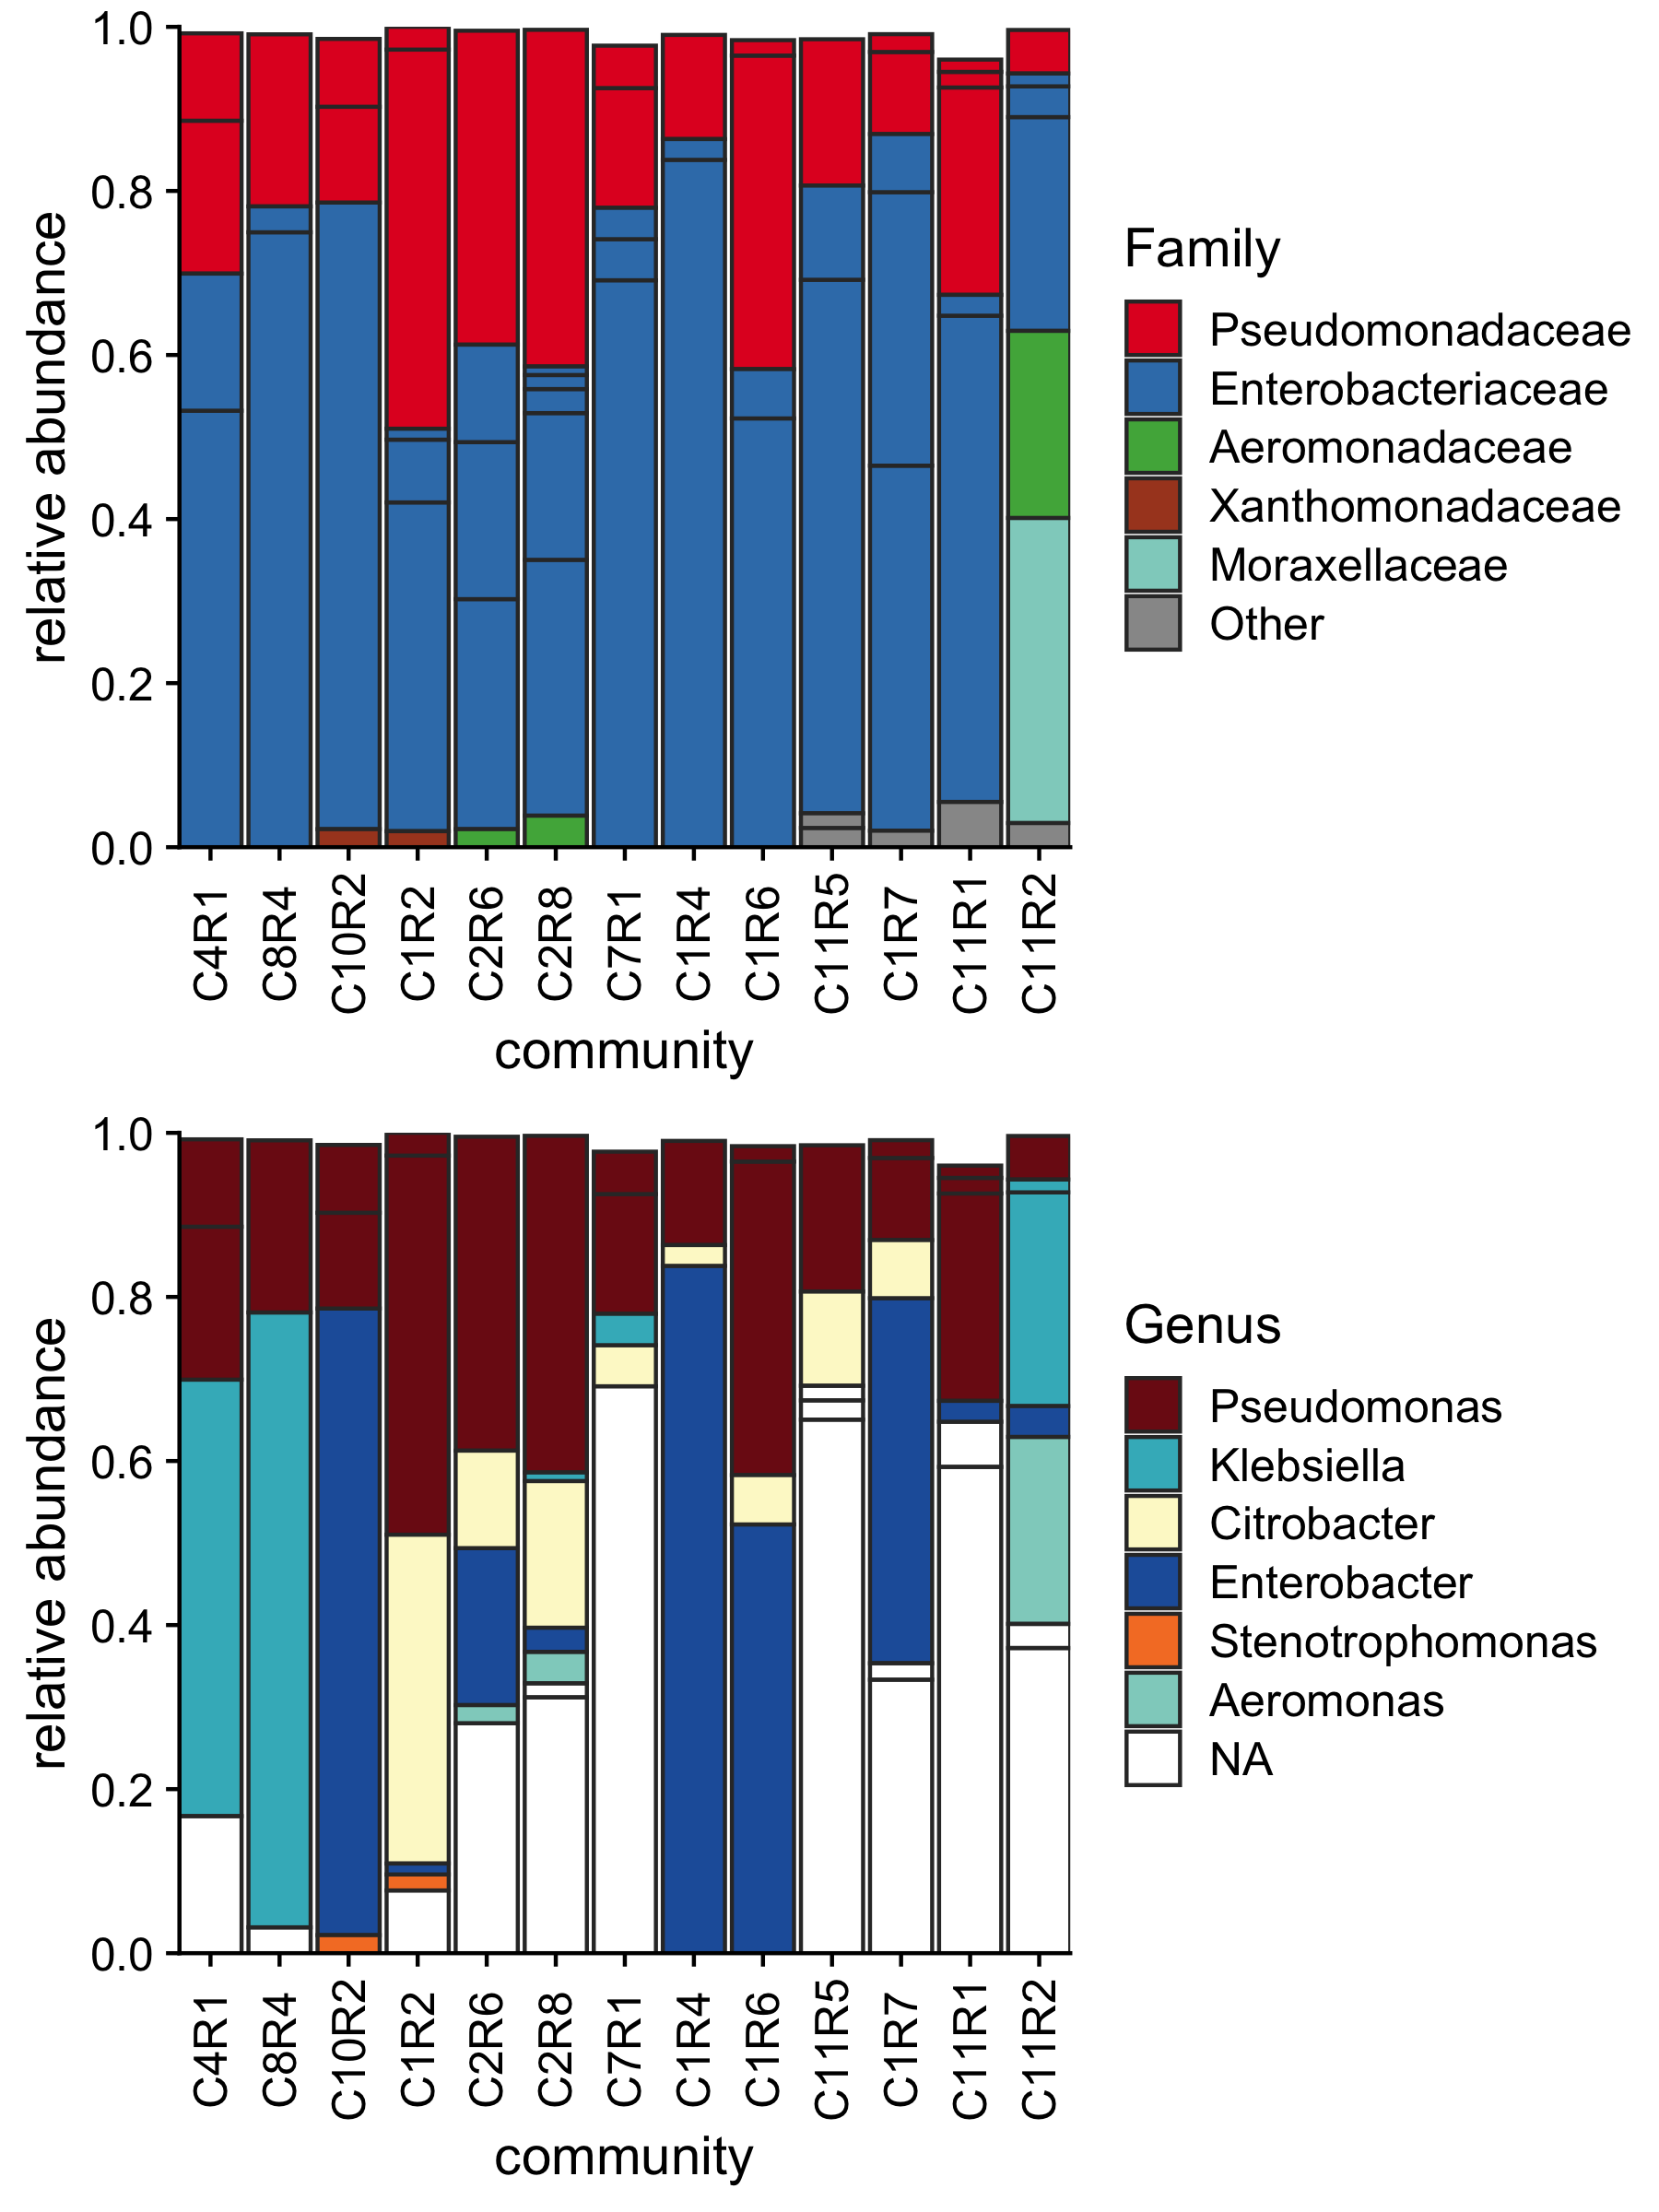 1.0
0.8
0.6
0.4
0.2
0.0
relative abundance
C4R1
C8R4
C10R2
C1R2
C2R6
C2R8
C7R1
C1R4
C1R6
C11R5
C1R7
C11R1
C11R2
community
Family
Pseudomonadaceae
Enterobacteriaceae
Aeromonadaceae
Xanthomonadaceae
Moraxellaceae
Other
1.0
0.8
0.6
0.4
0.2
0.0
relative abundance
C4R1
C8R4
C10R2
C1R2
C2R6
C2R8
C7R1
C1R4
C1R6
C11R5
C1R7
C11R1
C11R2
community
Genus
Pseudomonas
Klebsiella
Citrobacter
Enterobacter
Stenotrophomonas
Aeromonas
NA